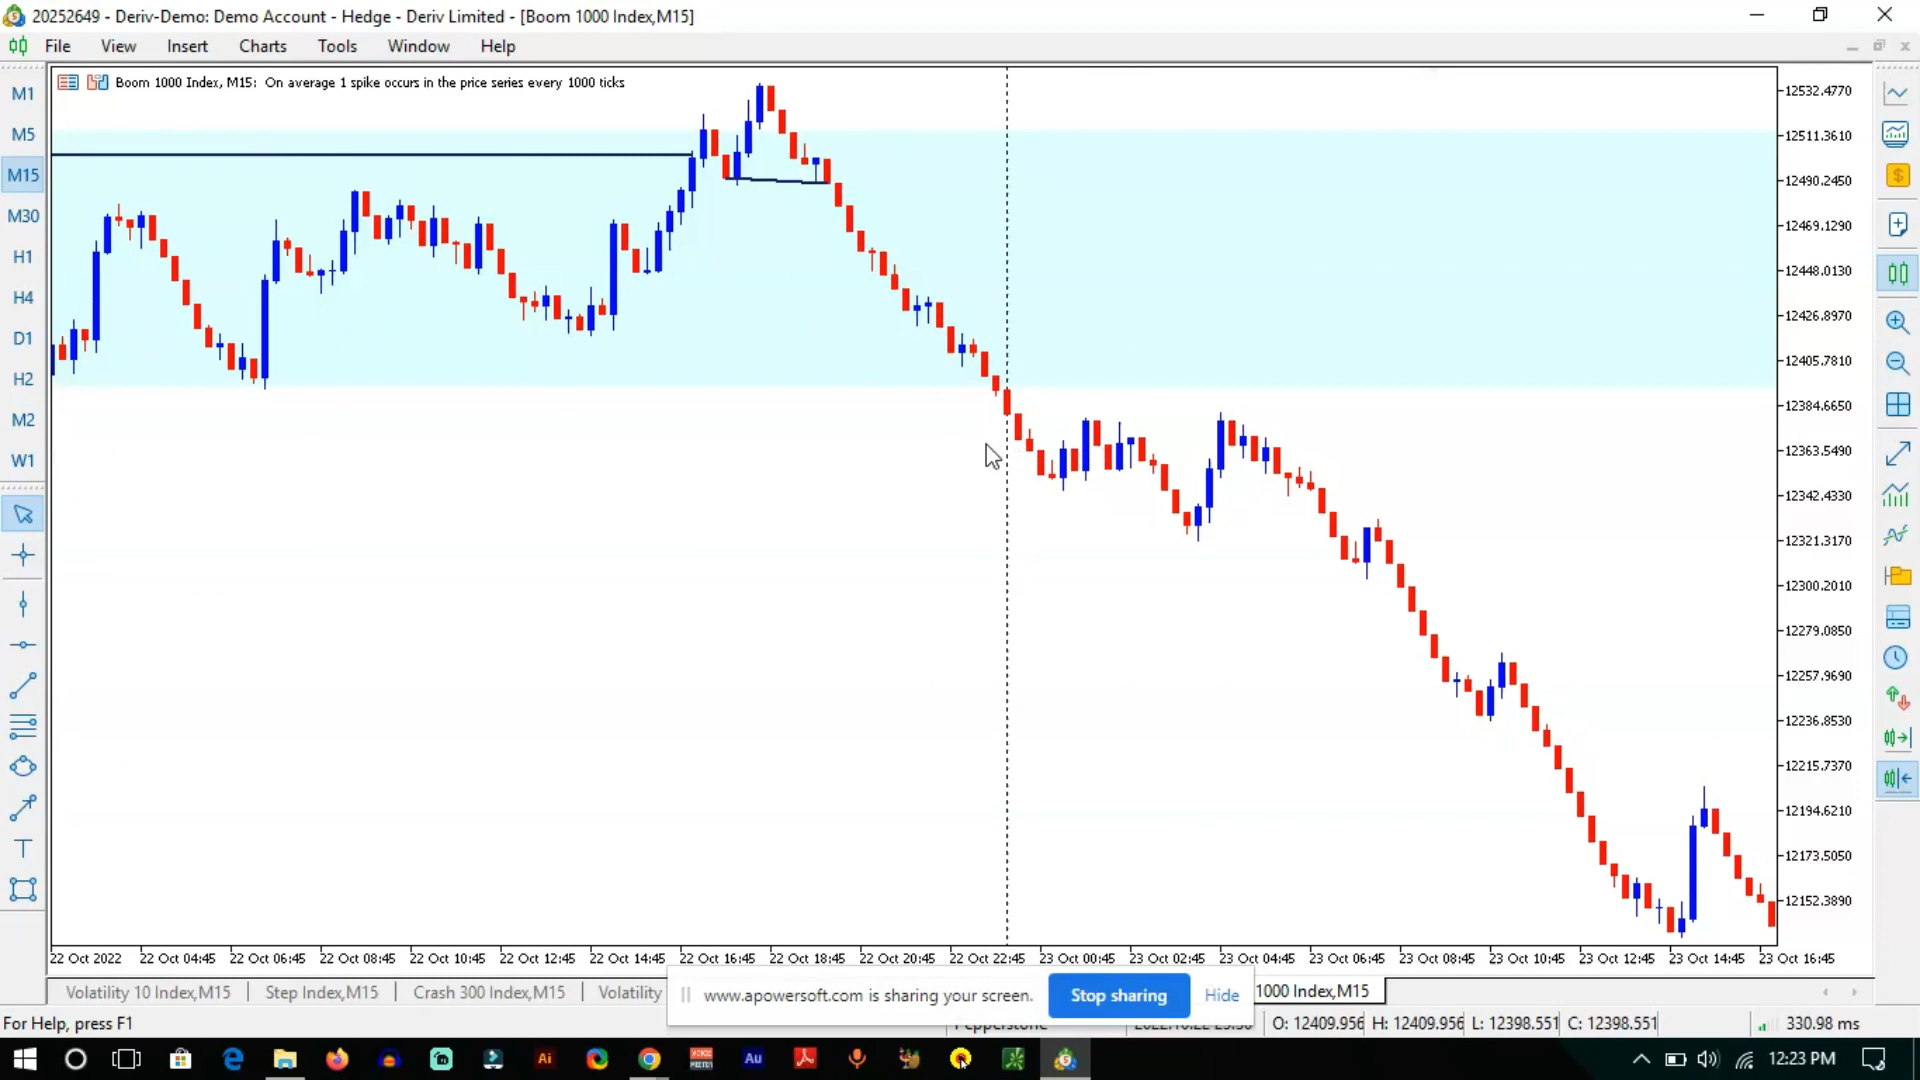 20252649 - Deriv-Demo: Demo Account - Hedge - Deriv Limited - [Boom 1000 Index,M15]
File View Insert Charts Tools Window Help
Boom 1000 Index, M15: On average 1 spike occurs in the price series every 1000 ticks
M1
M5
M15
M30
H1
H4
D1
H2
M2
W1
T
12532.4770
12511.3610
12490.2450
12469.1290
12448.0130
12426.8970
12405.7810
12384.6650
12363.5490
12342.4330
12321.3170
12300.2010
12279.0850
12257.9690
12236.8530
12215.7370
12194.6210
12173.5050
12152.3890
22 Oct 2022 22 Oct 04:45 22 Oct 06:45 22 Oct 08:45 22 Oct 10:45 22 Oct 12:45 22 Oct 14:45 22 Oct 16:45 22 Oct 18:45 22 Oct 20:45 22 Oct 22:45 23 Oct 00:45 23 Oct 02:45 23 Oct 04:45 23 Oct 06:45 23 Oct 08:45 23 Oct 10:45 23 Oct 12:45 23 Oct 14:45 23 Oct 16:45
Volatility 10 Index,M15 Step Index,M15 Crash 300 Index,M15 Volatility 1000 Index,M15
www.apowersoft.com is sharing your screen. Stop sharing Hide
For Help, press F1 O: 12409.956 H: 12409.956 L: 12398.551 C: 12398.551 330.98 ms
Ai Au 12:23 PM